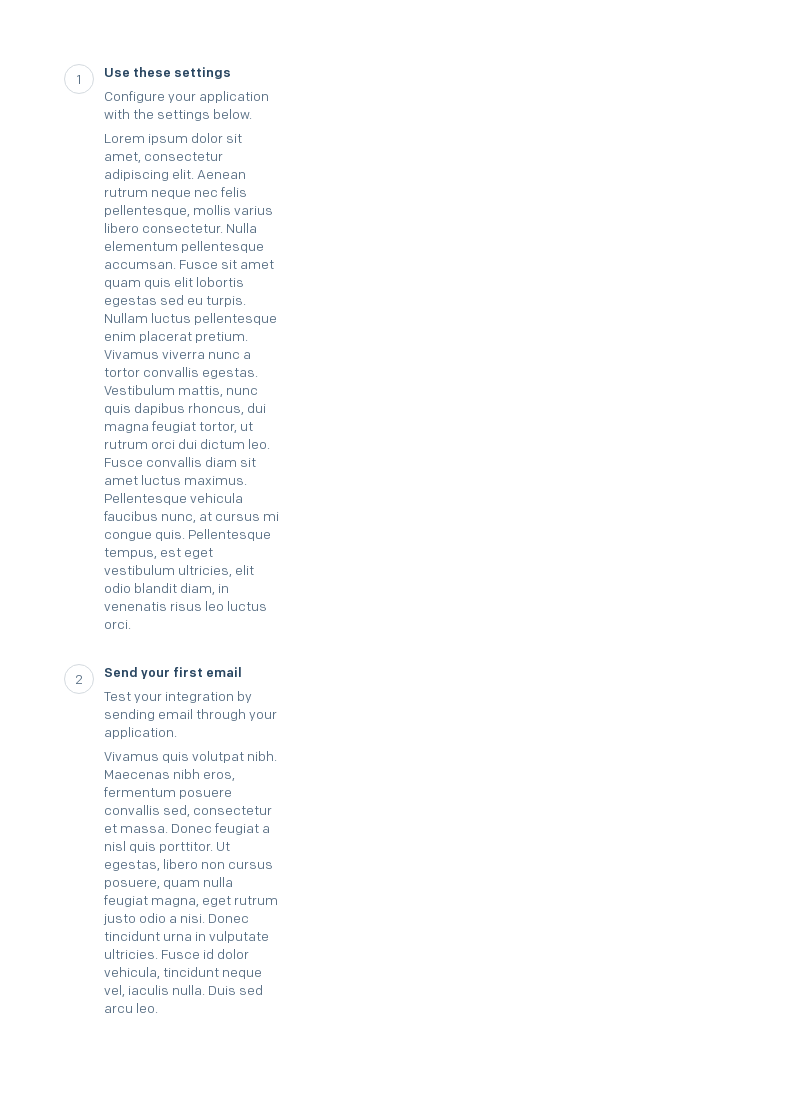 1
Use these settings
Configure your application
with the settings below.
Lorem ipsum dolor sit
amet, consectetur
adipiscing elit. Aenean
rutrum neque nec felis
pellentesque, mollis varius
libero consectetur. Nulla
elementum pellentesque
accumsan. Fusce sit amet
quam quis elit lobortis
egestas sed eu turpis.
Nullam luctus pellentesque
enim placerat pretium.
Vivamus viverra nunc a
tortor convallis egestas.
Vestibulum mattis, nunc
quis dapibus rhoncus, dui
magna feugiat tortor, ut
rutrum orci dui dictum leo.
Fusce convallis diam sit
amet luctus maximus.
Pellentesque vehicula
faucibus nunc, at cursus mi
congue quis. Pellentesque
tempus, est eget
vestibulum ultricies, elit
odio blandit diam, in
venenatis risus leo luctus
orci.
2
Send your first email
Test your integration by
sending email through your
application.
Vivamus quis volutpat nibh.
Maecenas nibh eros,
fermentum posuere
convallis sed, consectetur
et massa. Donec feugiat a
nisl quis porttitor. Ut
egestas, libero non cursus
posuere, quam nulla
feugiat magna, eget rutrum
justo odio a nisi. Donec
tincidunt urna in vulputate
ultricies. Fusce id dolor
vehicula, tincidunt neque
vel, iaculis nulla. Duis sed
arcu leo.